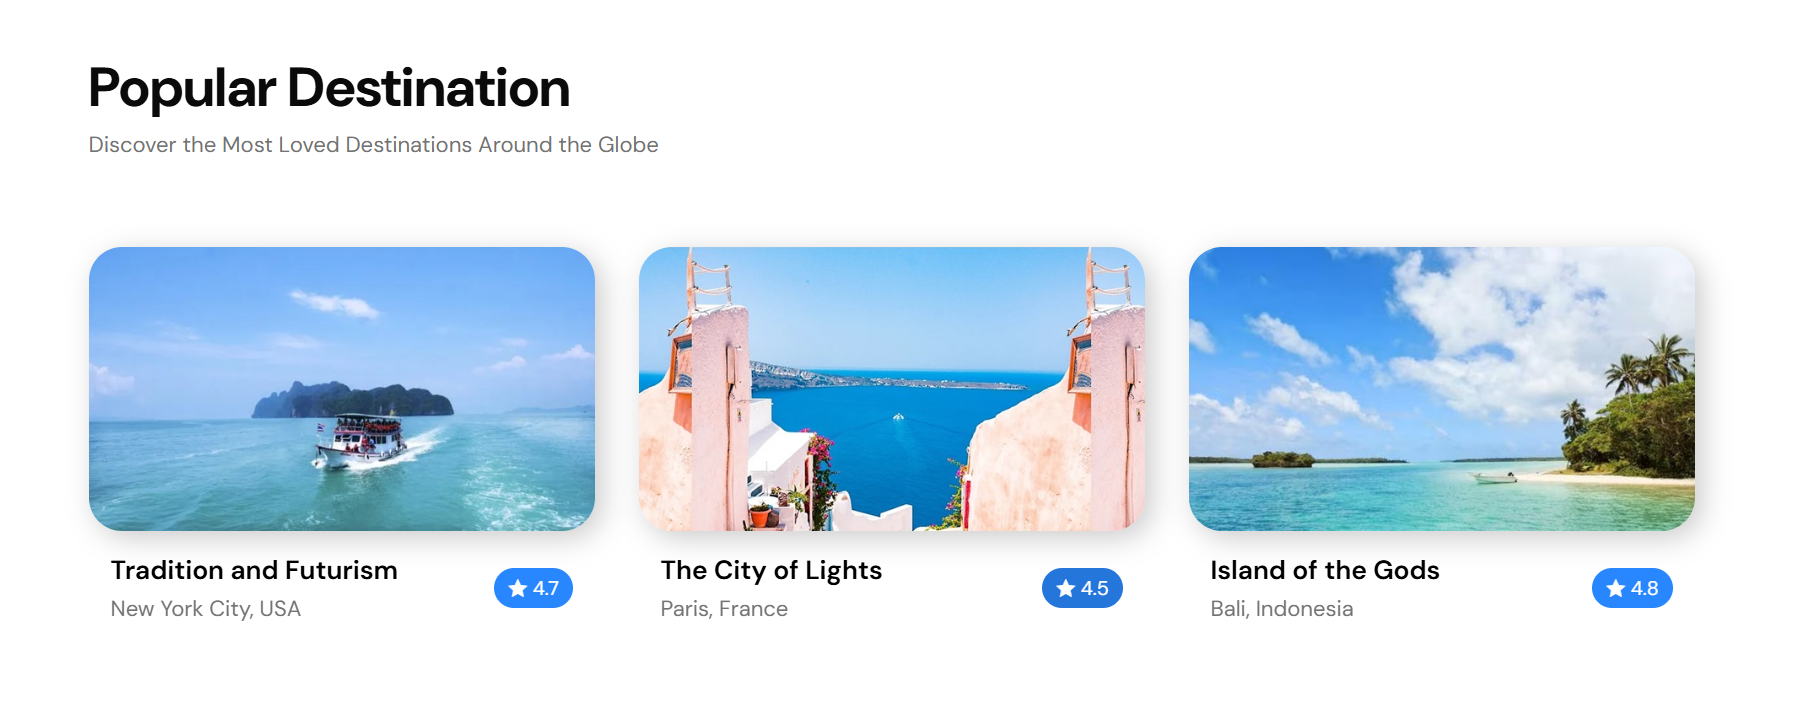 Popular Destination
Discover the Most Loved Destinations Around the Globe
Tradition and Futurism
New York City, USA
4.7
The City of Lights
Paris, France
4.5
Island of the Gods
Bali, Indonesia
4.8